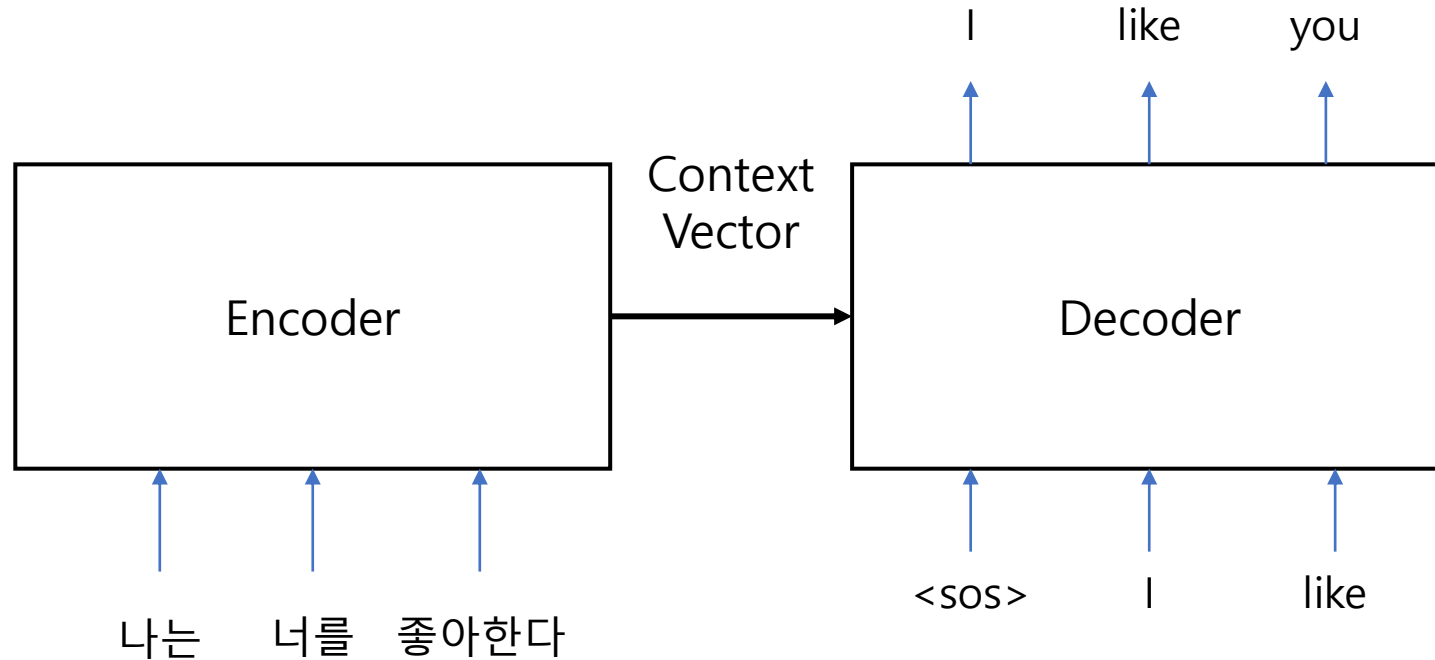 I like you
Context
Vector
Encoder
Decoder
<sos> I like
나는 너를 좋아한다